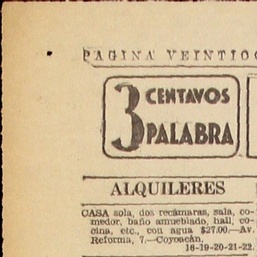 PAGINA VEINTIOC
3 CENTAVOS
PALABRA
ALQUILERES
CASA sola, dos recámaras, sala, co-
medor, baño amueblado, hall, co-
cina, etc., con agua $27.00.—Av.
Reforma, 7.—Coyoacán.
16-19-20-21-22.